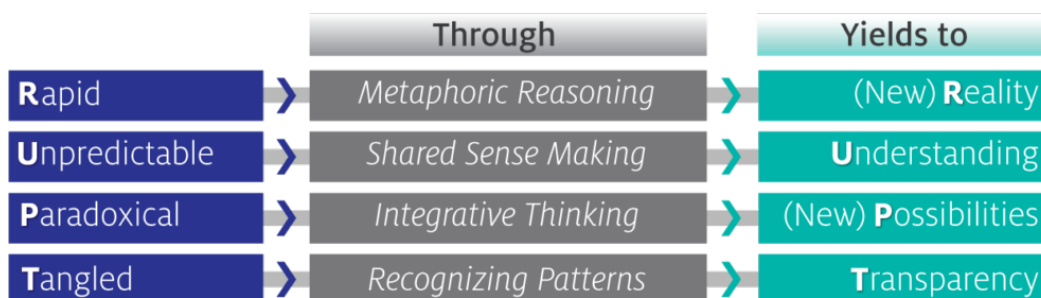 Through Yields to
Rapid Metaphoric Reasoning (New) Reality
Unpredictable Shared Sense Making Understanding
Paradoxical Integrative Thinking (New) Possibilities
Tangled Recognizing Patterns Transparency